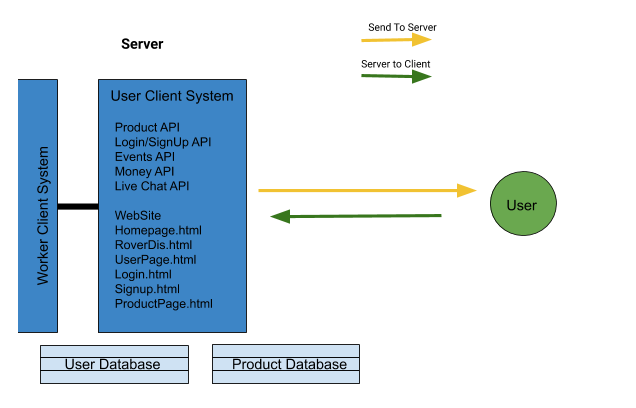 Send To Server
Server
Server to Client
User Client System
Product API
Login/SignUp API
Events API
Money API
Live Chat API
WebSite
Homepage.html
RoverDis.html
UserPage.html
Login.html
Signup.html
ProductPage.html
Worker Client System
User
User Database
Product Database